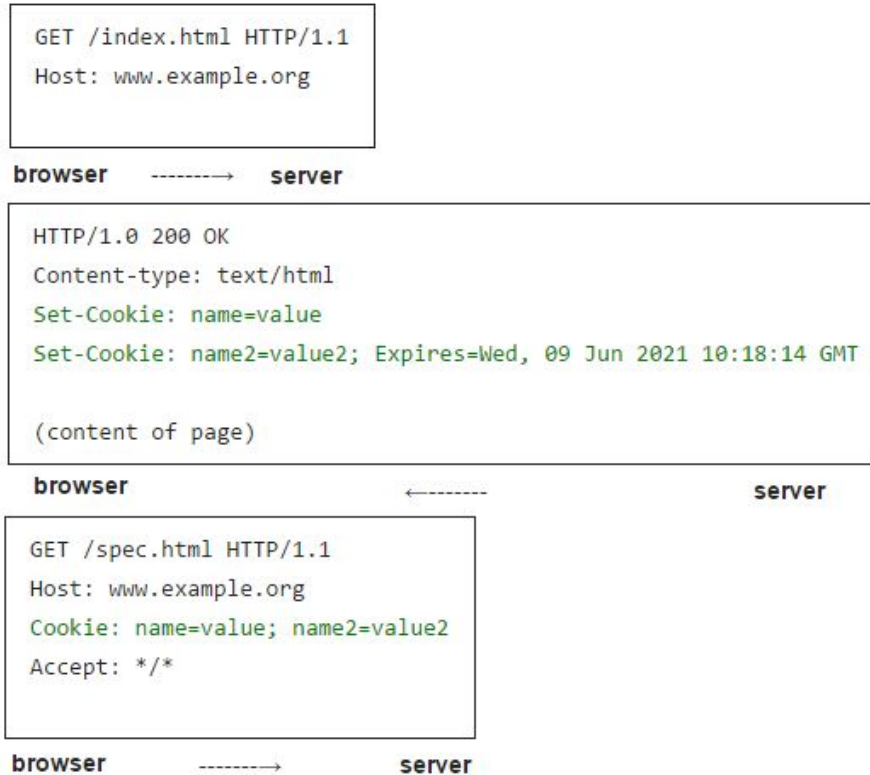 GET /index.html HTTP/1.1
Host: www.example.org
browser -------→ server
HTTP/1.0 200 OK
Content-type: text/html
Set-Cookie: name=value
Set-Cookie: name2=value2; Expires=Wed, 09 Jun 2021 10:18:14 GMT
(content of page)
browser ←------- server
GET /spec.html HTTP/1.1
Host: www.example.org
Cookie: name=value; name2=value2
Accept: */*
browser -------→ server